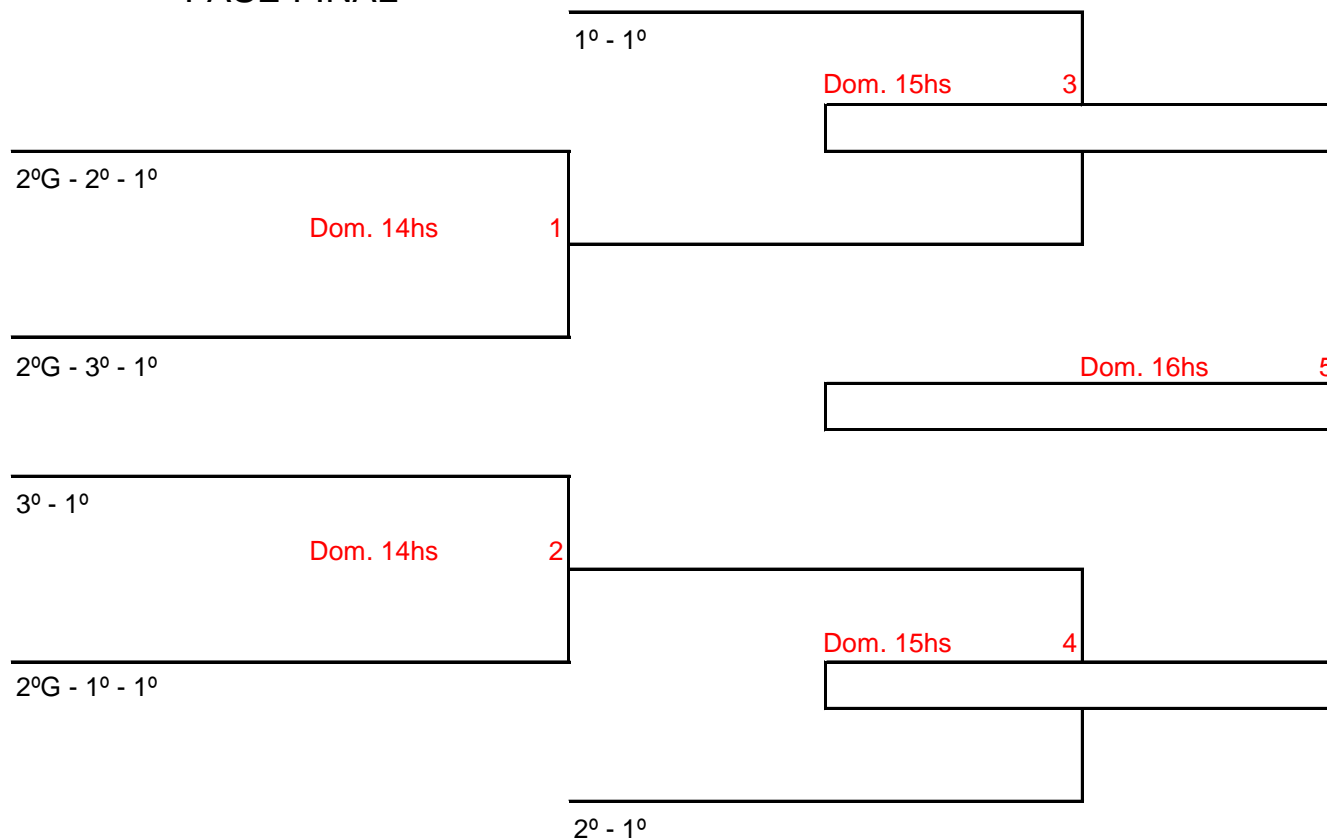 1º - 1º
Dom. 15hs 3
2ºG - 2º - 1º
Dom. 14hs 1
2ºG - 3º - 1º
Dom. 16hs 5
3º - 1º
Dom. 14hs 2
Dom. 15hs 4
2ºG - 1º - 1º
2º - 1º